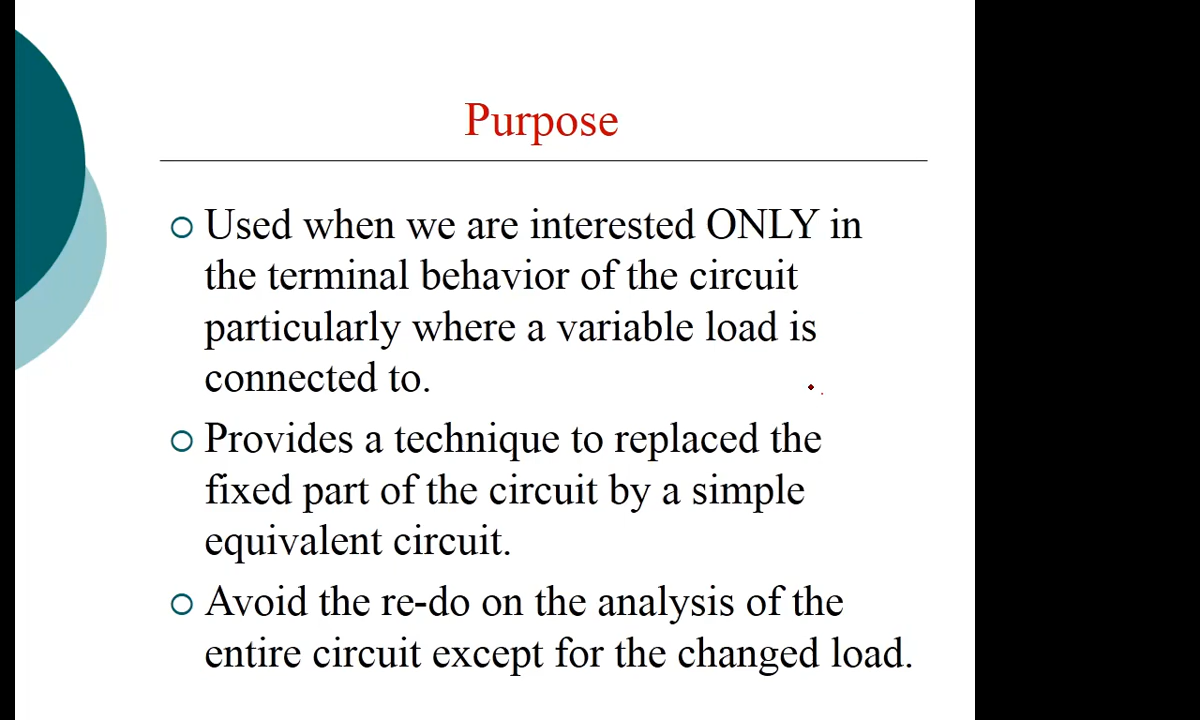 Purpose
Used when we are interested ONLY in
the terminal behavior of the circuit
particularly where a variable load is
connected to.
Provides a technique to replaced the
fixed part of the circuit by a simple
equivalent circuit.
Avoid the re-do on the analysis of the
entire circuit except for the changed load.